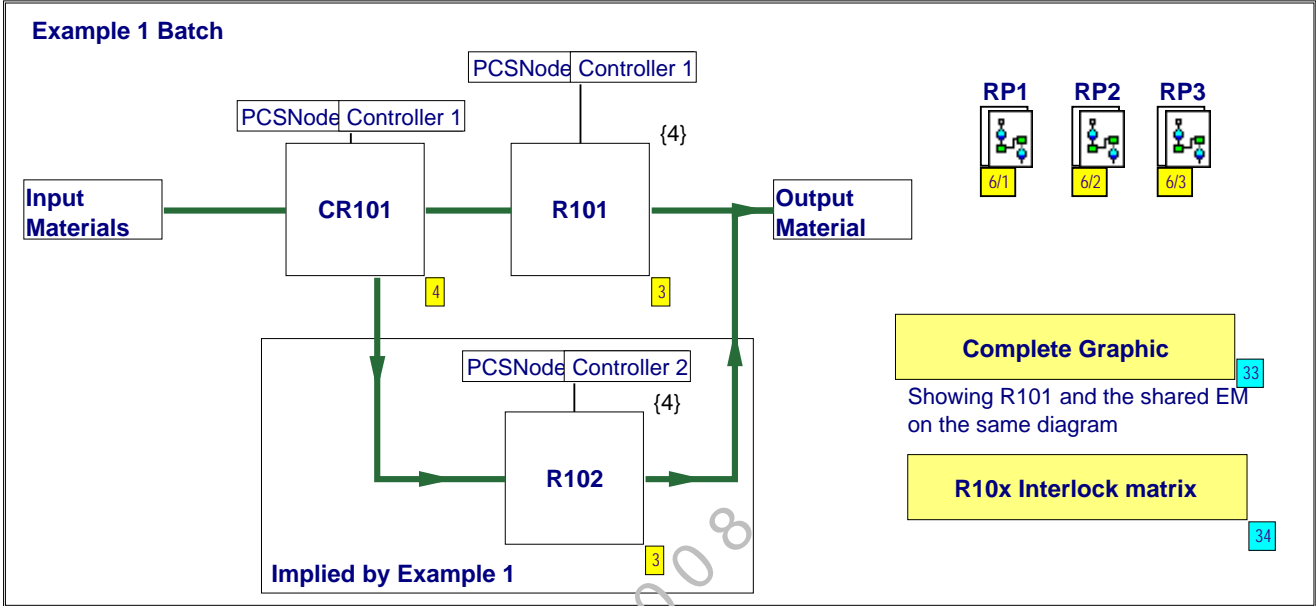 Example 1 Batch
PCSNode Controller 1
RP1 RP2 RP3
PCSNode Controller 1
{4}
6/1 6/2 6/3
Input
Materials
CR101
R101
Output
Material
4
3
Complete Graphic
33
Showing R101 and the shared EM
on the same diagram
PCSNode Controller 2
{4}
R102
3
Implied by Example 1
R10x Interlock matrix
34
008